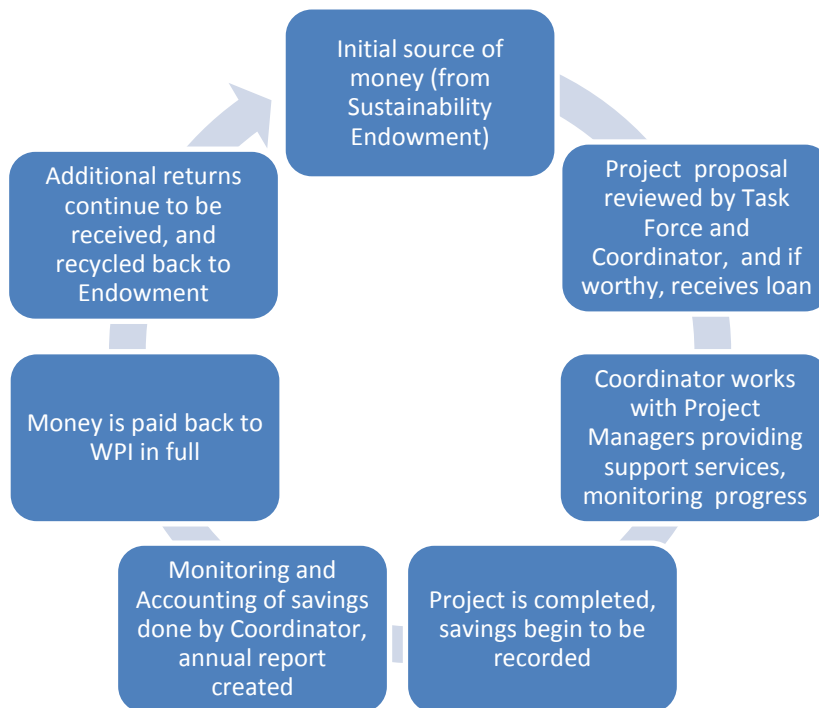 Initial source of
money (from
Sustainability
Endowment)
Project  proposal
reviewed by Task
Force and
Coordinator,  and if
worthy, receives loan
Coordinator works
with Project
Managers providing
support services,
monitoring  progress
Project is completed,
savings begin to be
recorded
Monitoring and
Accounting of savings
done by Coordinator,
annual report
created
Money is paid back to
WPI in full
Additional returns
continue to be
received, and
recycled back to
Endowment